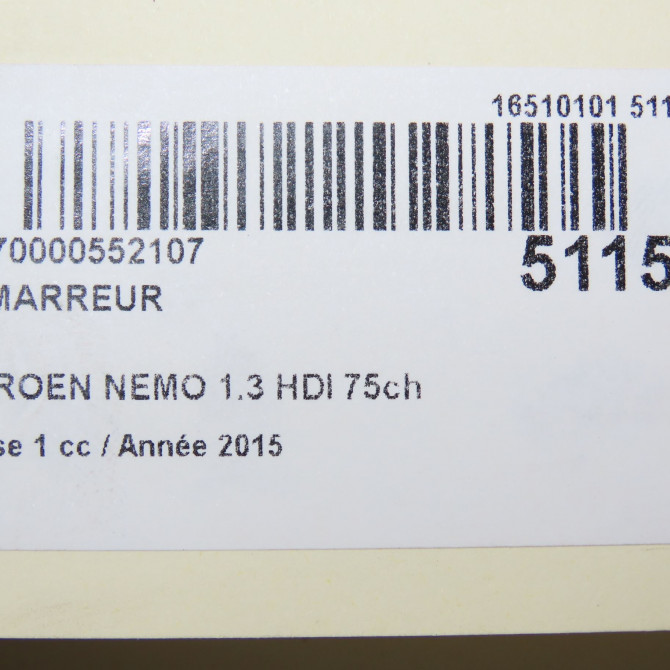 16510101 511
70000552107
5115
MARREUR
ROEN NEMO 1.3 HDI 75ch
se 1 cc / Année 2015